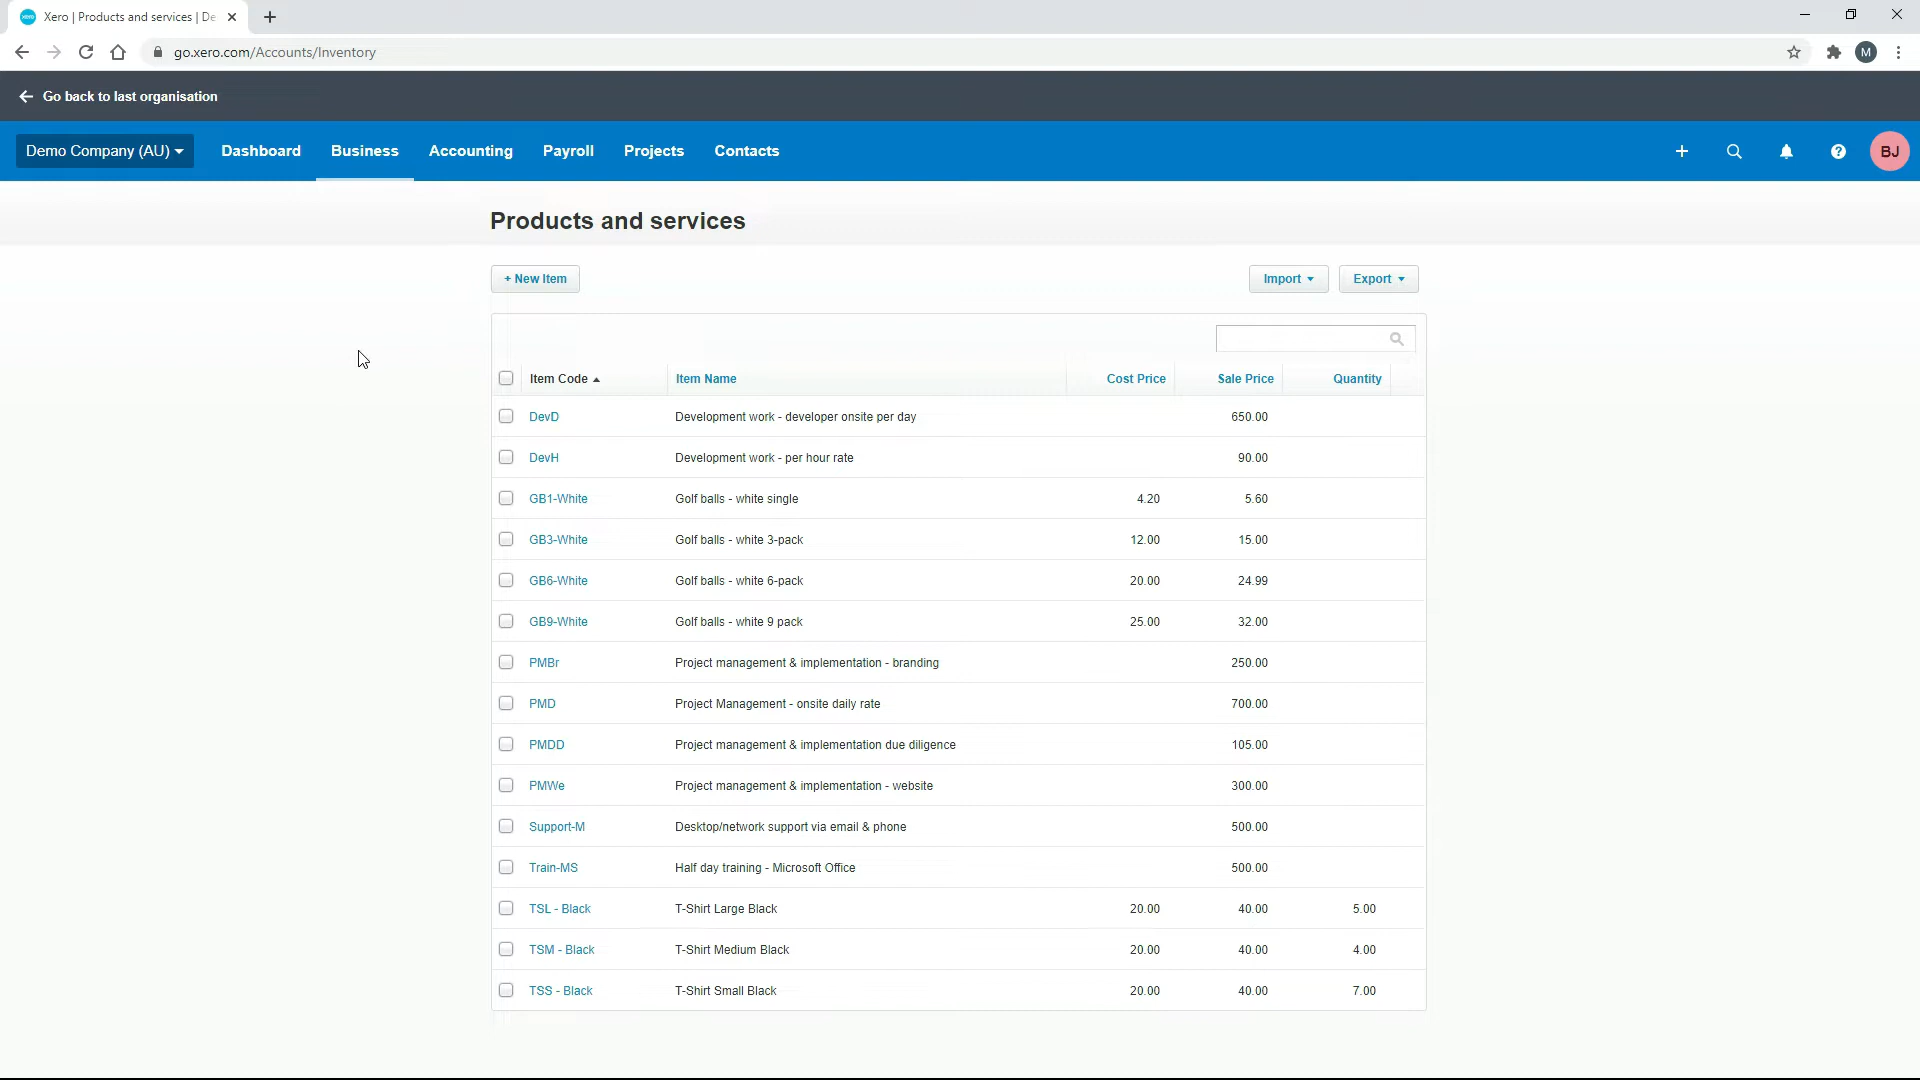 xero Xero | Products and services | De
go.xero.com/Accounts/Inventory M
Go back to last organisation
Demo Company (AU) Dashboard Business Accounting Payroll Projects Contacts BJ
Products and services
+ New Item Import Export
Item Code Item Name Cost Price Sale Price Quantity
DevD Development work - developer onsite per day 650.00
DevH Development work - per hour rate 90.00
GB1-White Golf balls - white single 4.20 5.60
GB3-White Golf balls - white 3-pack 12.00 15.00
GB6-White Golf balls - white 6-pack 20.00 24.99
GB9-White Golf balls - white 9 pack 25.00 32.00
PMBr Project management & implementation - branding 250.00
PMD Project Management - onsite daily rate 700.00
PMDD Project management & implementation due diligence 105.00
PMWe Project management & implementation - website 300.00
Support-M Desktop/network support via email & phone 500.00
Train-MS Half day training - Microsoft Office 500.00
TSL - Black T-Shirt Large Black 20.00 40.00 5.00
TSM - Black T-Shirt Medium Black 20.00 40.00 4.00
TSS - Black T-Shirt Small Black 20.00 40.00 7.00